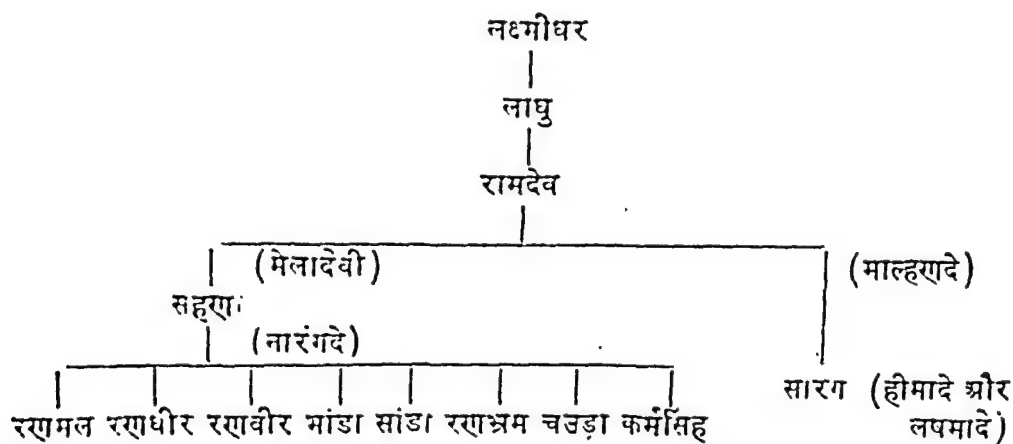 लक्ष्मीधर
लाघु
रामदेव
(मेलादेवी) (माल्हणदे)
सहणा
(नारंगदे)
सारग (हीमादे और
लषमादे)
रणमल रणधीर रणवीर भांडा सांडा रणभ्रम चउड़ा कर्मसिंह